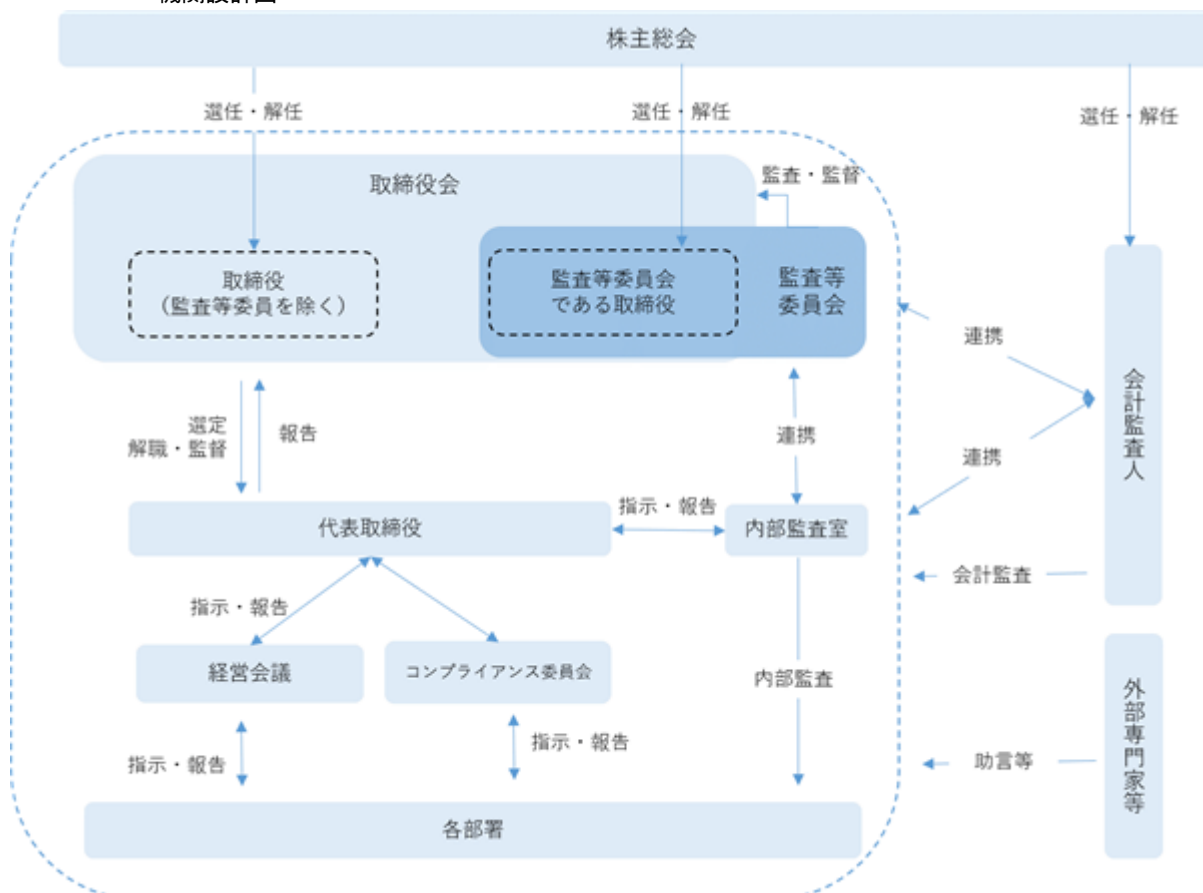 機関設計図
株主総会
選任・解任
選任・解任
選任・解任
取締役会
監査・監督
取締役
（監査等委員を除く）
監査等委員会
である取締役
監査等
委員会
連携
会計監査人
選定
解職・監督
報告
連携
連携
代表取締役
指示・報告
内部監査室
会計監査
指示・報告
経営会議
コンプライアンス委員会
内部監査
外部専門家等
指示・報告
指示・報告
助言等
各部署